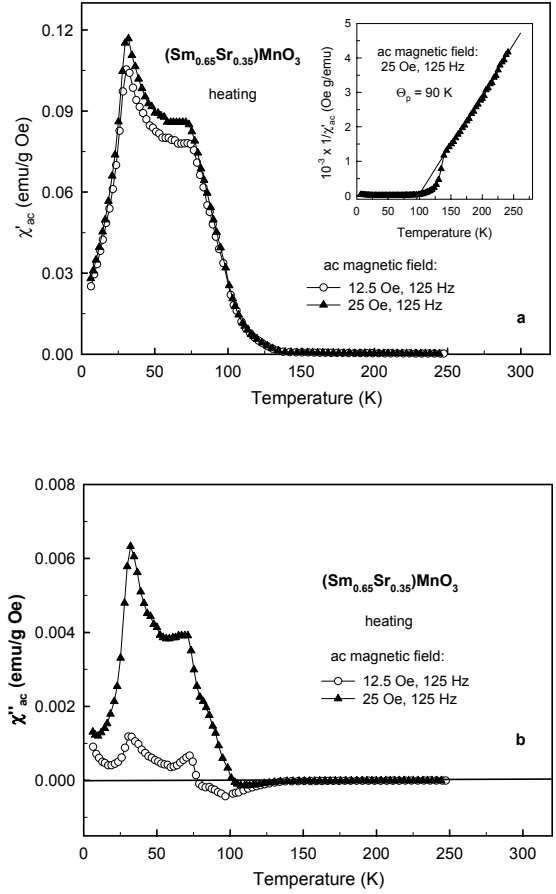 (Sm0.65Sr0.35)MnO3
heating
χ'ac (emu/g Oe)
0.12
0.09
0.06
0.03
0.00
0 50 100 150 200 250 300
Temperature (K)
ac magnetic field:
12.5 Oe, 125 Hz
25 Oe, 125 Hz
a
ac magnetic field:
25 Oe, 125 Hz
Θp = 90 K
10-3 x 1/χ'ac (Oe g/emu)
5
4
3
2
1
0
0 50 100 150 200 250
Temperature (K)
0.008
0.006
0.004
0.002
0.000
χ''ac (emu/g Oe)
(Sm0.65Sr0.35)MnO3
heating
ac magnetic field:
12.5 Oe, 125 Hz
25 Oe, 125 Hz
b
0 50 100 150 200 250 300
Temperature (K)